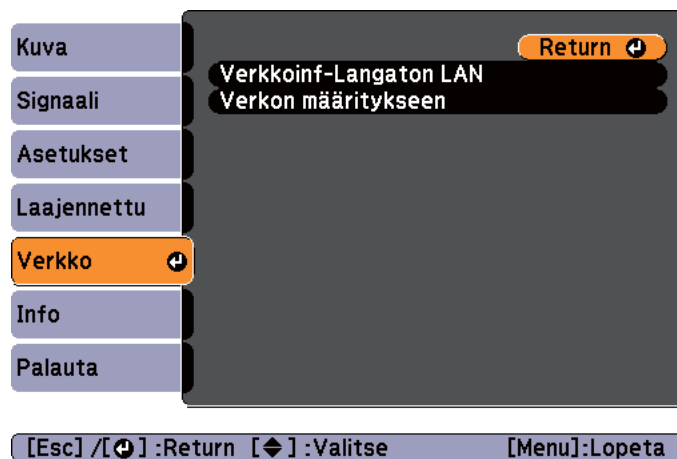 Kuva
Signaali
Asetukset
Laajennettu
Verkko
Info
Palauta
Return
Verkkoinf-Langaton LAN
Verkon määritykseen
[Esc] /[ ] :Return [ ] :Valitse [Menu]:Lopeta